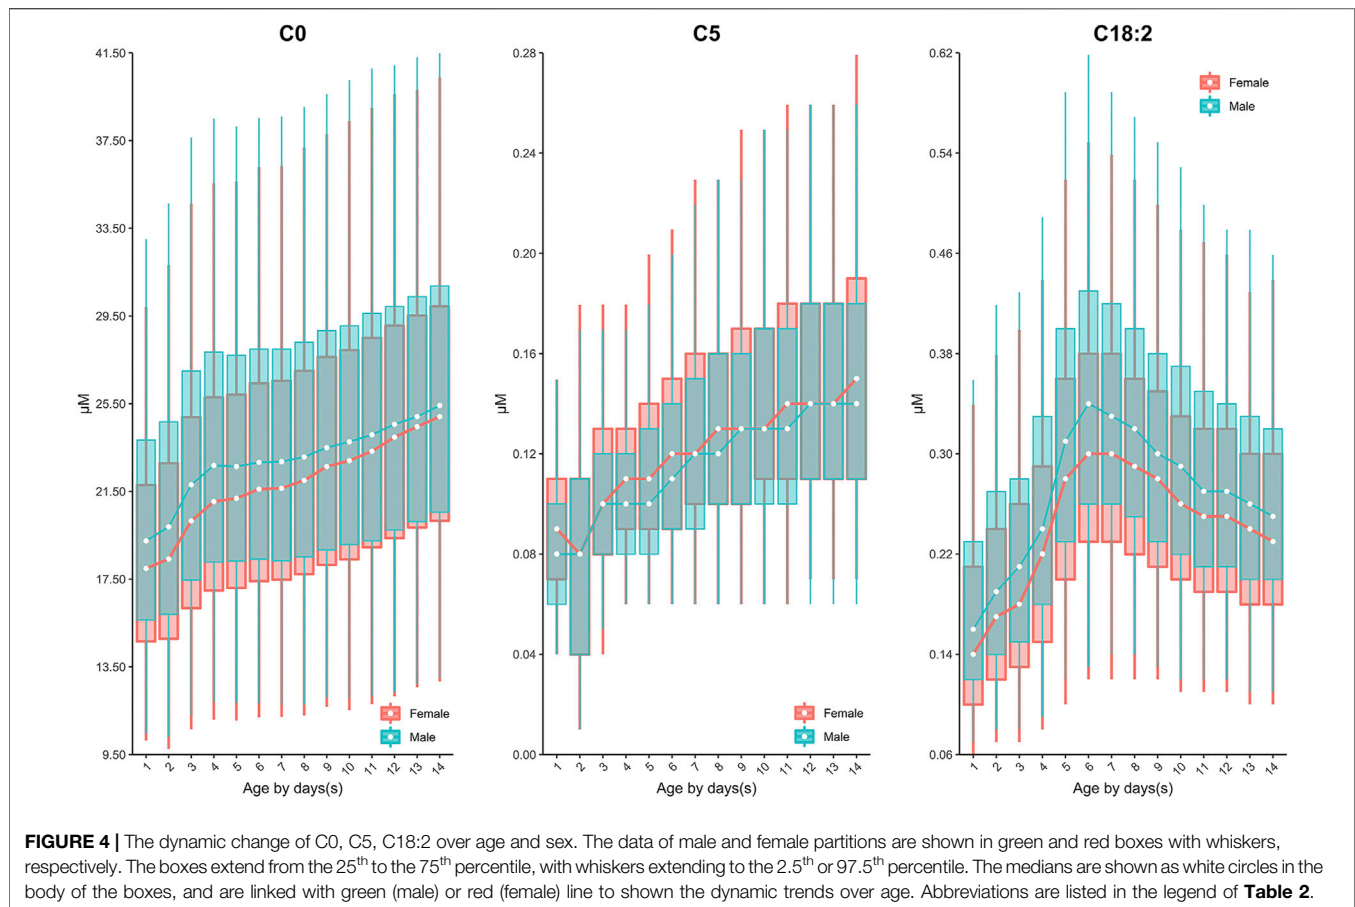 C0
41.50
37.50
33.50
29.50
25.50
21.50
17.50
13.50
9.50
µM
1 2 3 4 5 6 7 8 9 10 11 12 13 14
Age by days(s)
Female
Male
C5
0.28
0.24
0.20
0.16
0.12
0.08
0.04
0.00
µM
1 2 3 4 5 6 7 8 9 10 11 12 13 14
Age by days(s)
Female
Male
C18:2
0.62
0.54
0.46
0.38
0.30
0.22
0.14
0.06
µM
1 2 3 4 5 6 7 8 9 10 11 12 13 14
Age by days(s)
Female
Male
FIGURE 4 | The dynamic change of C0, C5, C18:2 over age and sex. The data of male and female partitions are shown in green and red boxes with whiskers,
respectively. The boxes extend from the 25th to the 75th percentile, with whiskers extending to the 2.5th or 97.5th percentile. The medians are shown as white circles in the
body of the boxes, and are linked with green (male) or red (female) line to shown the dynamic trends over age. Abbreviations are listed in the legend of Table 2.